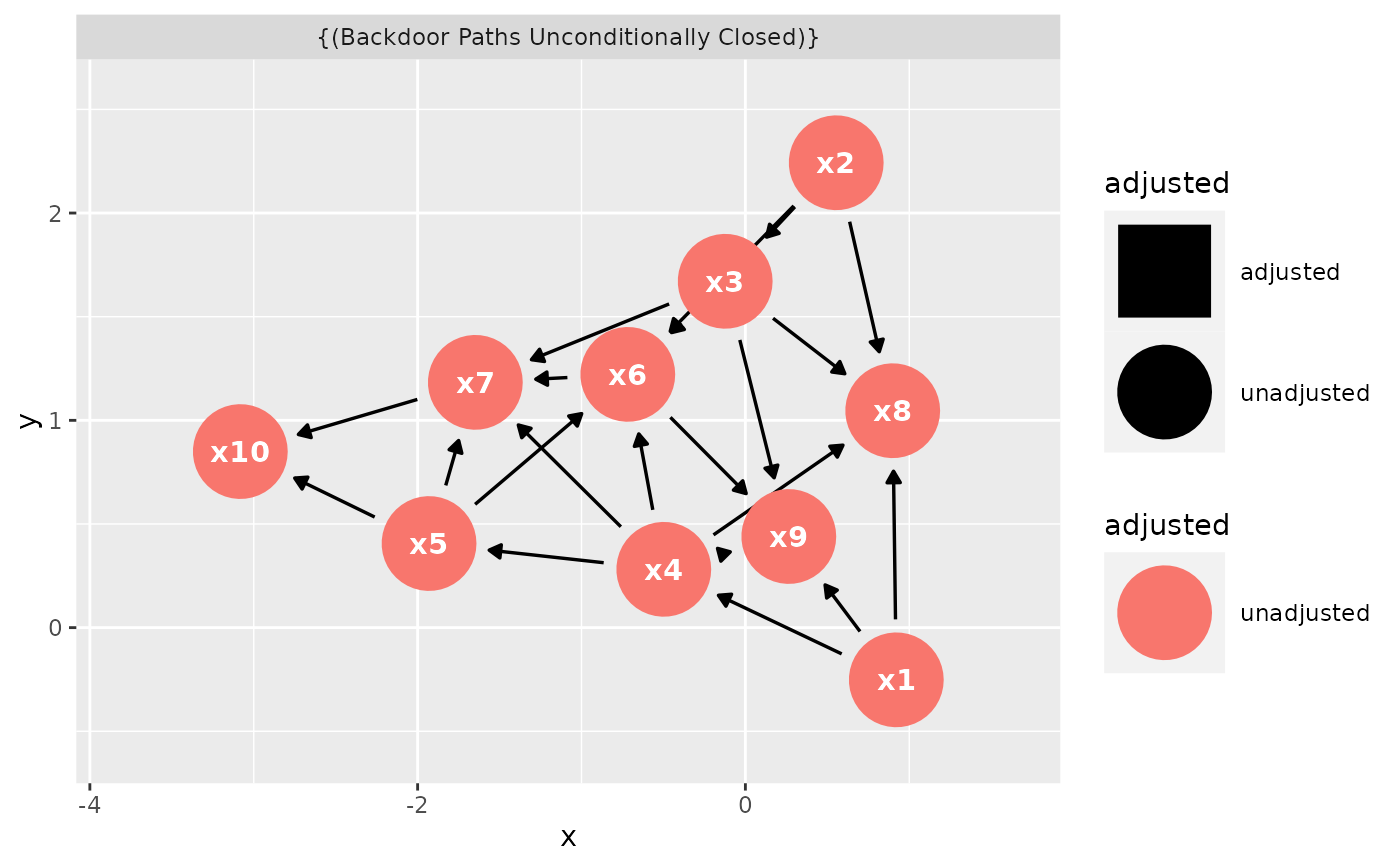 {(Backdoor Paths Unconditionally Closed)}
x2
x3
x7
x6
x8
x10
x5
x4
x9
x1
2
1
0
y
-4
-2
0
x
adjusted
adjusted
unadjusted
adjusted
unadjusted